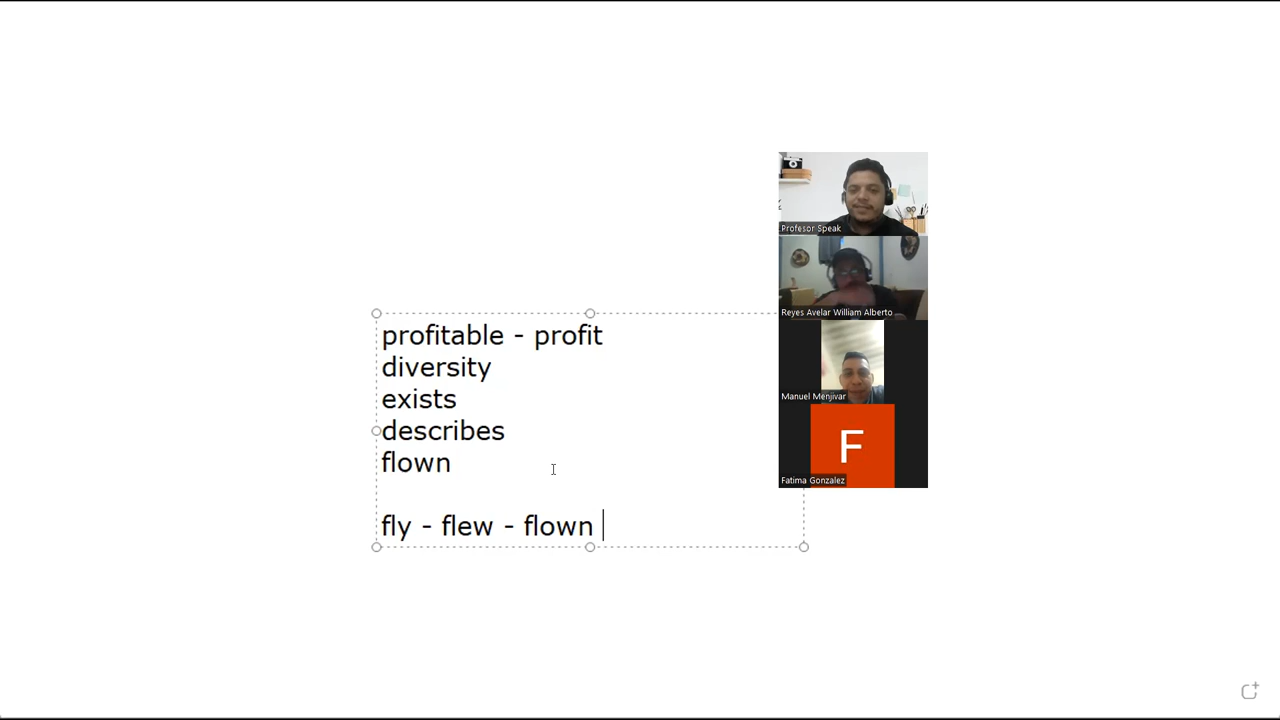 profitable - profit
diversity
exists
describes
flown
fly - flew - flown
Profesor Speak
Reyes Avelar William Alberto
Manuel Menjivar
F
Fatima Gonzalez